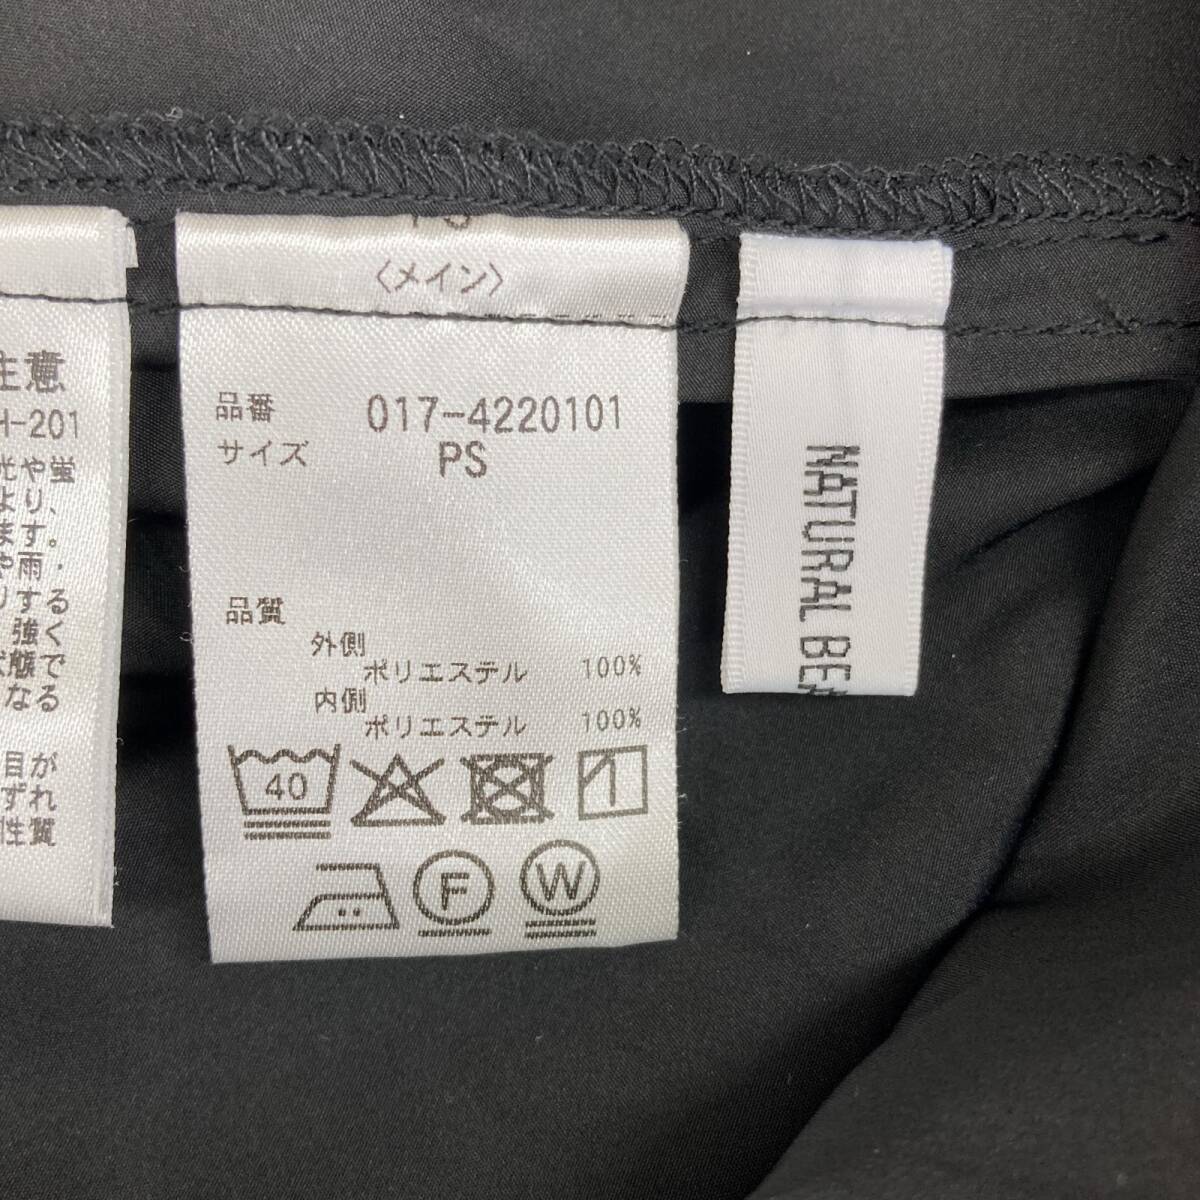 主意
H-201
光や蛍
より、
ます。
や雨・
りする
強く
状態で
なる
目が
ずれ
性質
PS
〈メイン〉
品番 017-4220101
サイズ PS
品質
外側
ポリエステル 100%
内側
ポリエステル 100%
40
F
W
NATURAL BEA